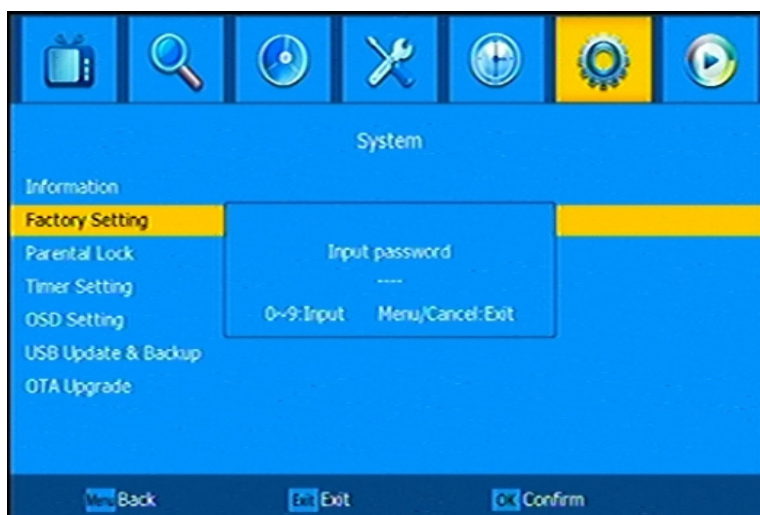 System
Information
Factory Setting
Parental Lock
Input password
----
Timer Setting
0~9:Input Menu/Cancel:Exit
OSD Setting
USB Update & Backup
OTA Upgrade
Menu Back Exit Exit OK Confirm